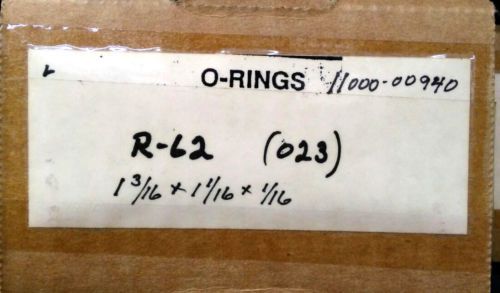 O-RINGS 11000-00940
R-62 (023)
1 3/16 x 1 1/16 x 1/16